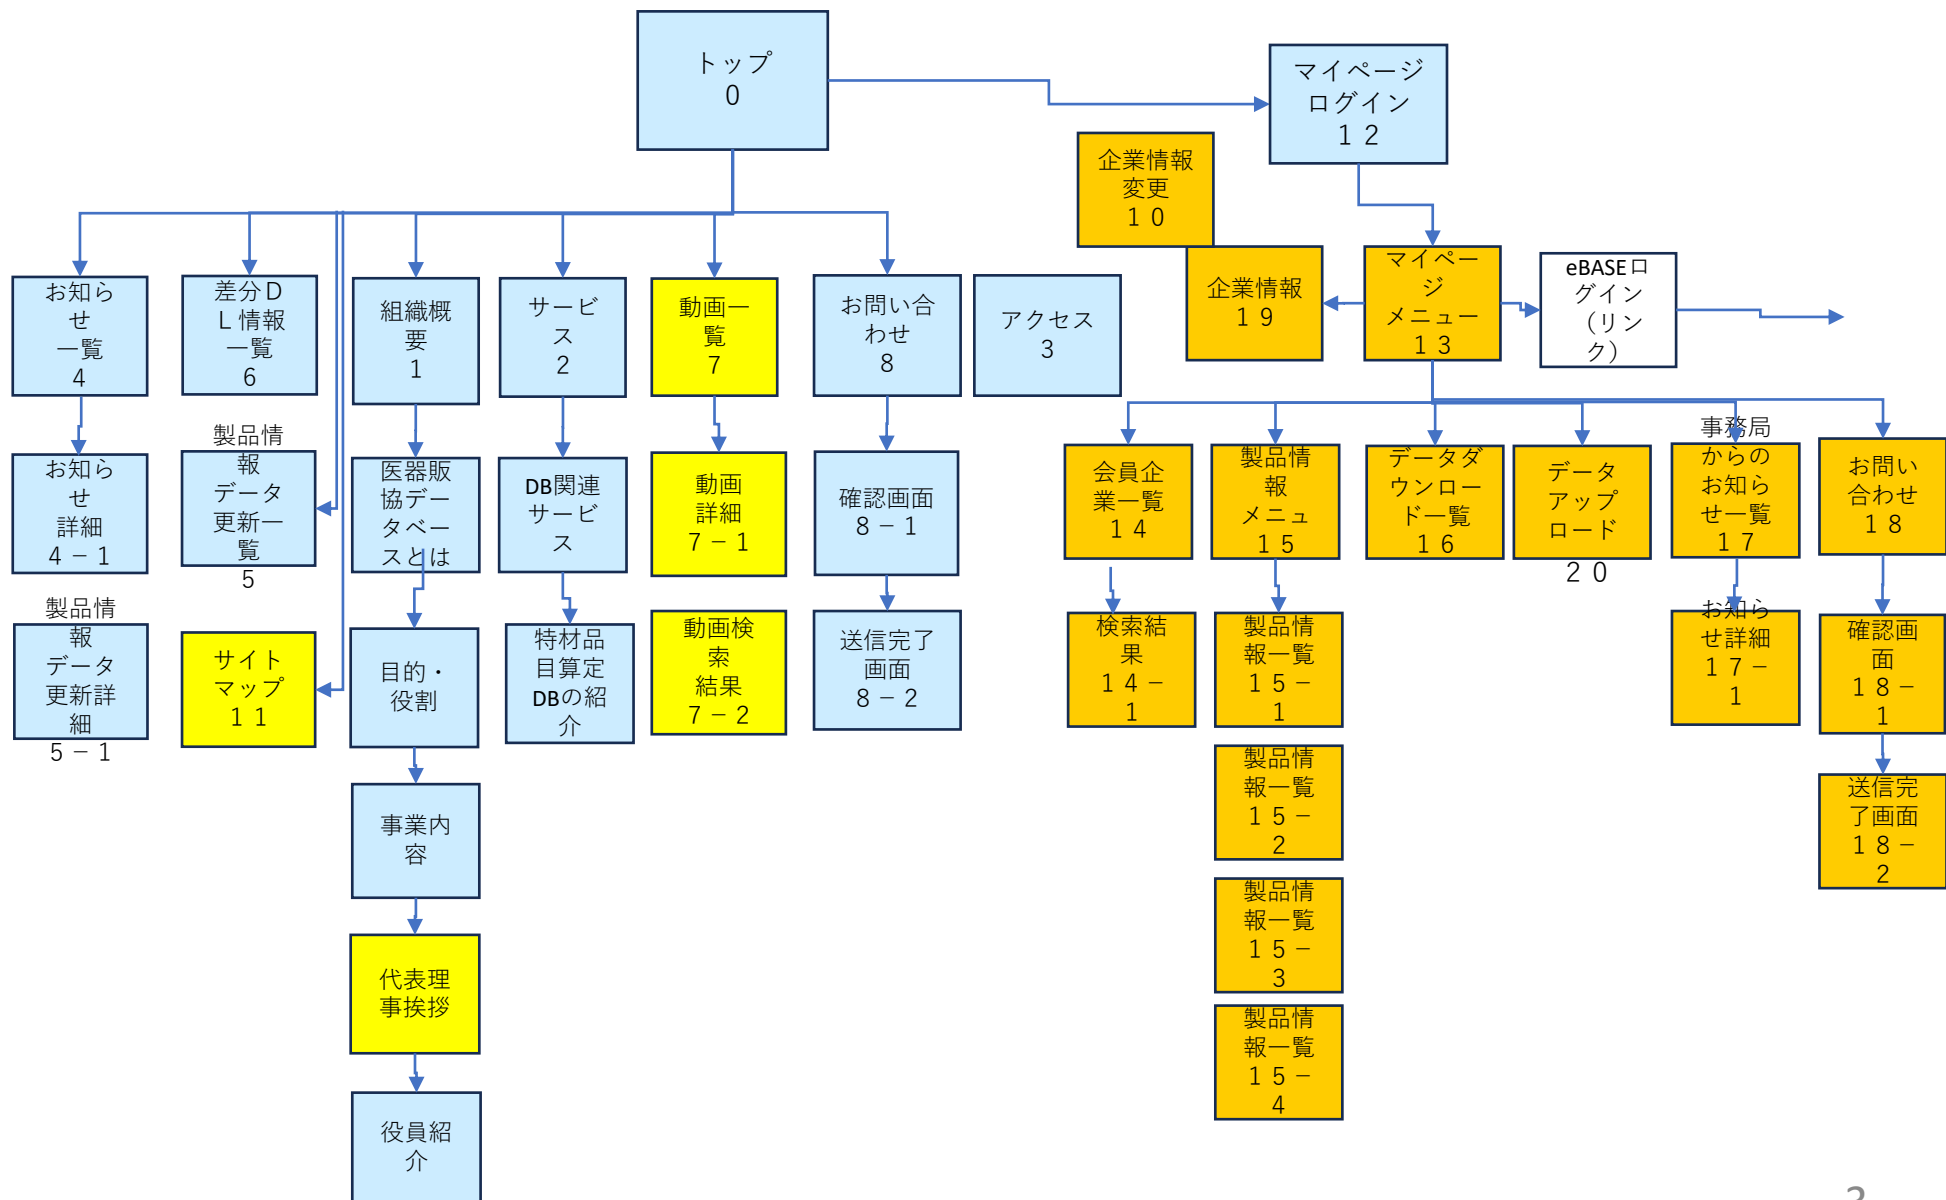 トップ
0
マイページ
ログイン
１２
企業情報
変更
１０
お知ら
せ
一覧
4
差分Ｄ
Ｌ情報
一覧
6
組織概
要
1
サービ
ス
2
動画一
覧
7
お問い合
わせ
8
アクセス
3
企業情報
１９
マイペー
ジ
メニュー
１３
eBASEロ
グイン
（リン
ク）
お知ら
せ
詳細
４－１
製品情
報
データ
更新一
覧
5
医器販
協デー
タベー
スとは
DB関連
サービ
ス
動画
詳細
７－１
確認画面
８－１
会員企
業一覧
１４
製品情
報
メニュ
１５
データダ
ウンロー
ド一覧
１６
データ
アップ
ロード
２０
事務局
からの
お知ら
せ一覧
１７
お問い
合わせ
１８
製品情
報
データ
更新詳
細
５－１
サイト
マップ
１１
目的・
役割
特材品
目算定
DBの紹
介
動画検
索
結果
７－２
送信完了
画面
８－２
検索結
果
１４－
１
製品情
報一覧
１５－
１
お知ら
せ詳細
１７－
１
確認画
面
１８－
１
事業内
容
製品情
報一覧
１５－
２
送信完
了画面
１８－
２
代表理
事挨拶
製品情
報一覧
１５－
３
役員紹
介
製品情
報一覧
１５－
４